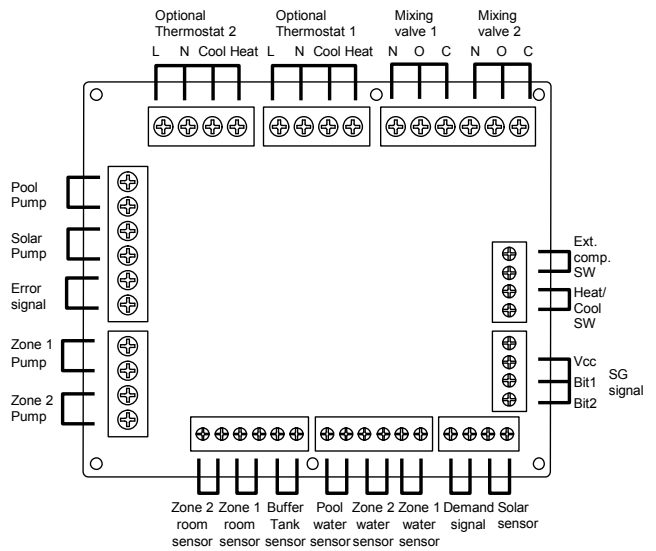 Optional
Thermostat 2
L N Cool Heat
Optional
Thermostat 1
L N Cool Heat
Mixing
valve 1
N O C
Mixing
valve 2
N O C
Pool
Pump
Solar
Pump
Error
signal
Zone 1
Pump
Zone 2
Pump
Ext.
comp.
SW
Heat/
Cool
SW
Vcc
Bit1
Bit2
SG
signal
Zone 2
room
sensor
Zone 1
room
sensor
Buffer
Tank
sensor
Pool
water
sensor
Zone 2
water
sensor
Zone 1
water
sensor
Demand
signal
Solar
sensor